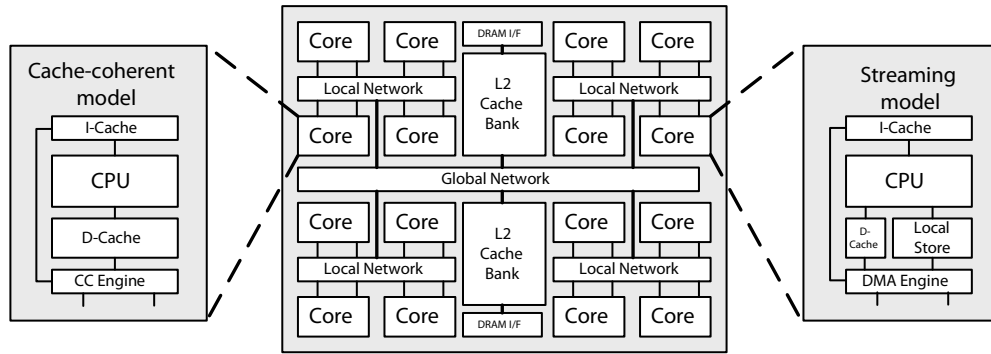 Cache-coherent
model
I-Cache
CPU
D-Cache
CC Engine
Core
Core
DRAM I/F
Core
Core
Local Network
L2
Cache
Bank
Local Network
Core
Core
Core
Core
Global Network
Core
Core
L2
Cache
Bank
Core
Core
Local Network
Local Network
Core
Core
DRAM I/F
Core
Core
Streaming
model
I-Cache
CPU
D-
Cache
Local
Store
DMA Engine